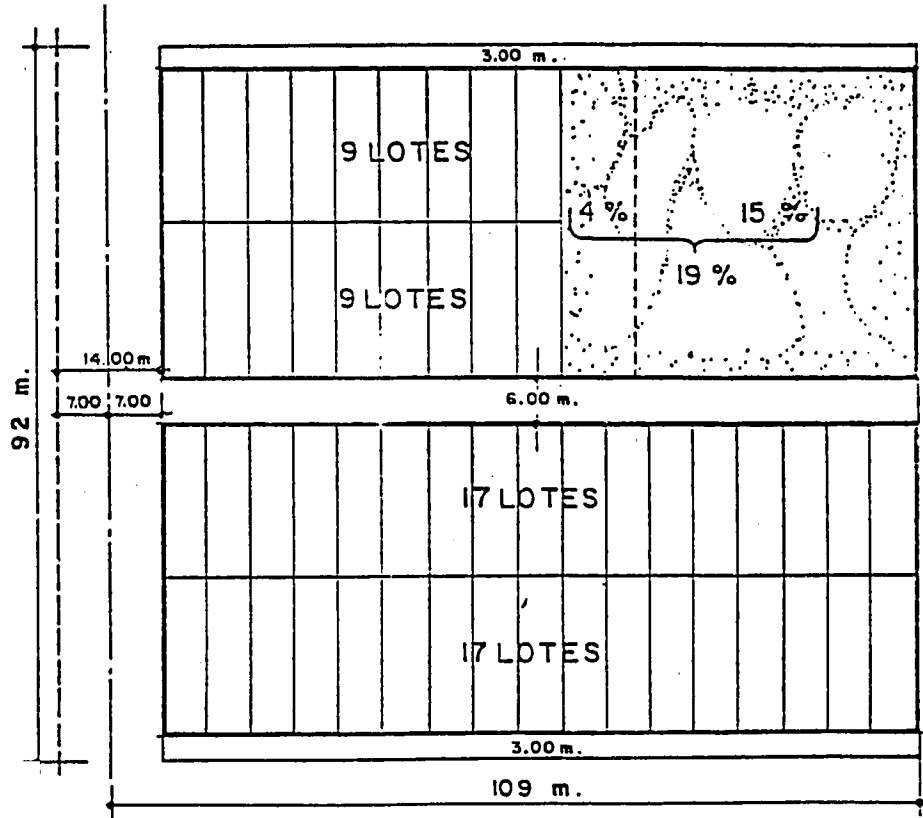 3.00 m.
9 LOTES
4 % 15 %
19 %
9 LOTES
14.00 m
7.00 7.00
6.00 m.
92 m.
17 LOTES
17 LOTES
3.00 m.
109 m.